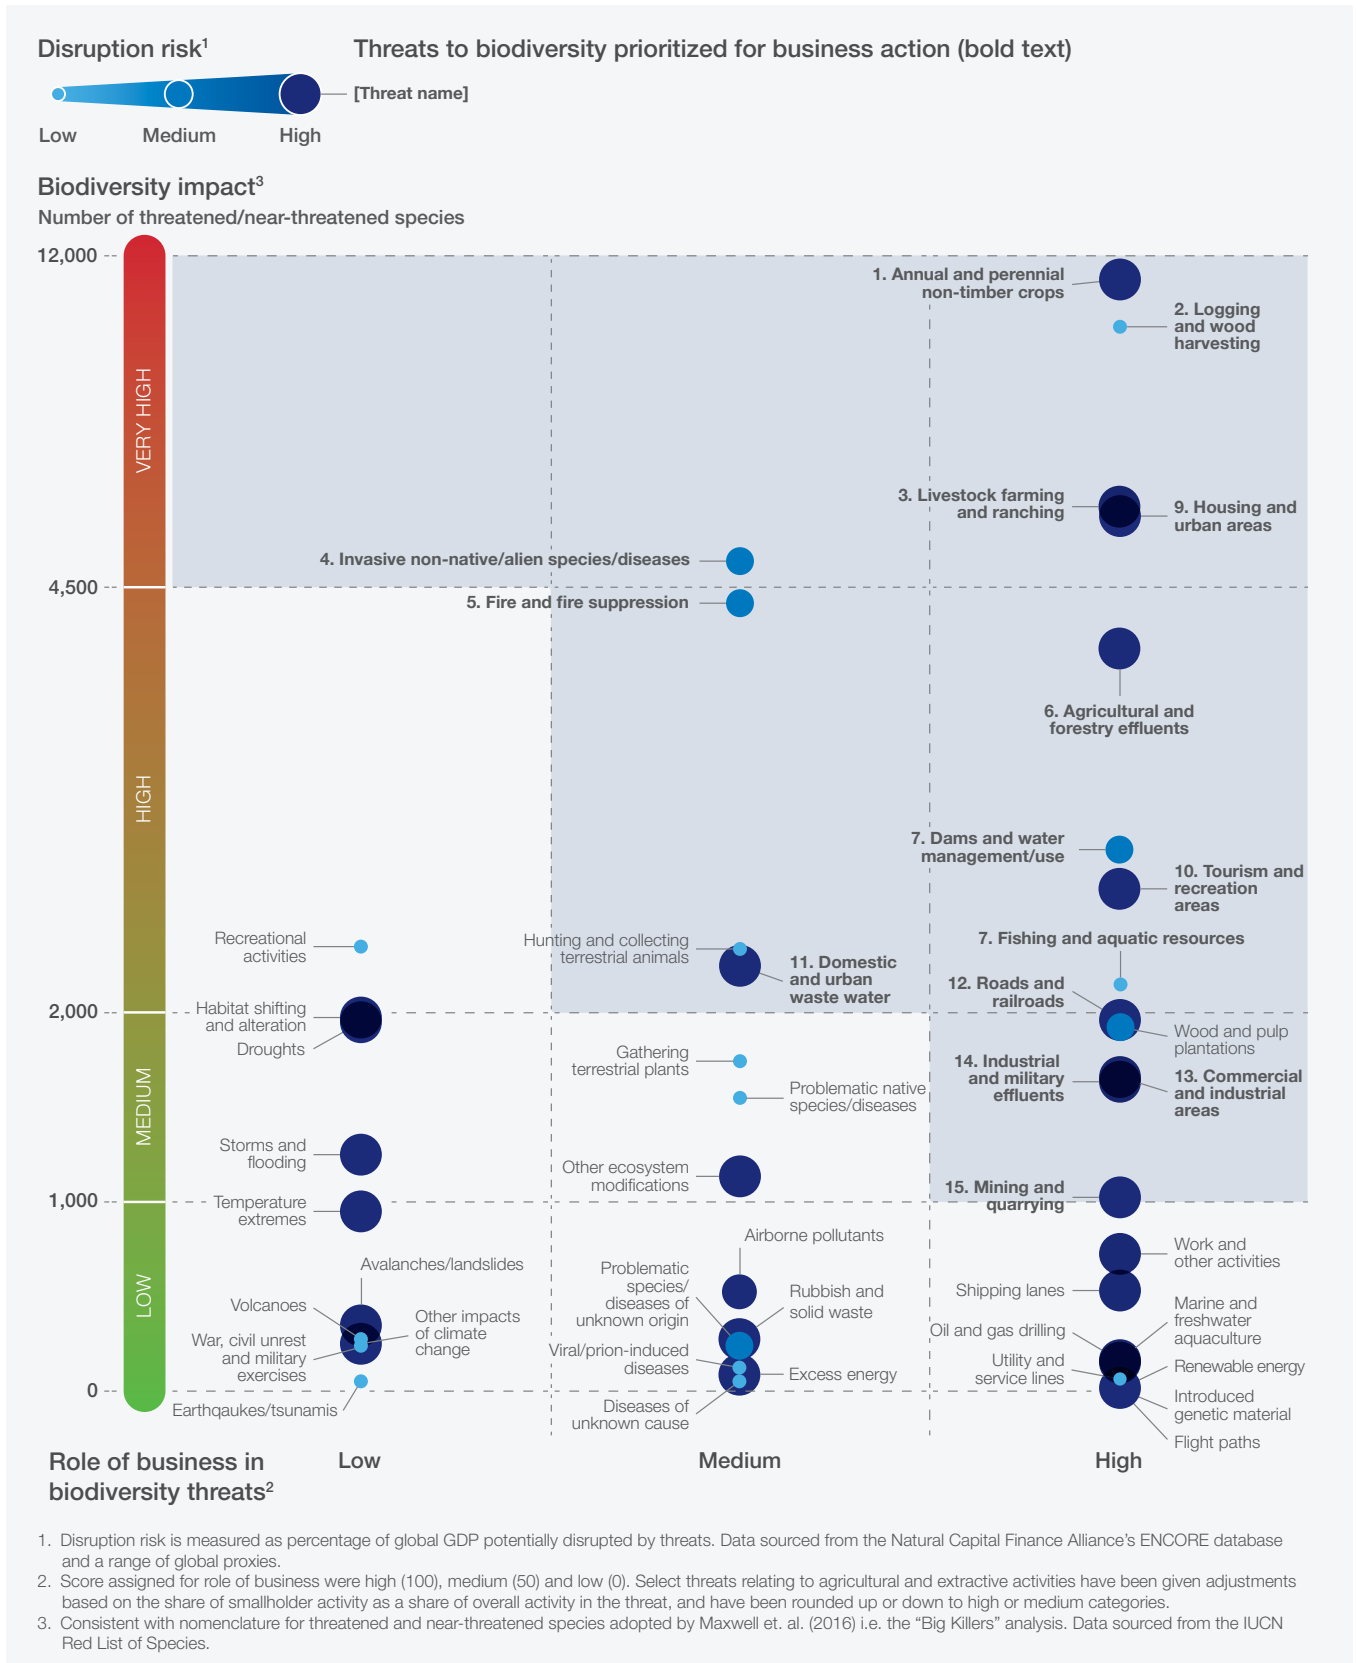 Disruption risk1
Threats to biodiversity prioritized for business action (bold text)
[Threat name]
Low
Medium
High
Biodiversity impact3
Number of threatened/near-threatened species
12,000
4,500
2,000
1,000
0
VERY HIGH
HIGH
MEDIUM
LOW
1. Annual and perennial
non-timber crops
2. Logging
and wood
harvesting
3. Livestock farming
and ranching
9. Housing and
urban areas
4. Invasive non-native/alien species/diseases
5. Fire and fire suppression
6. Agricultural and
forestry effluents
7. Dams and water
management/use
10. Tourism and
recreation
areas
Recreational
activities
Hunting and collecting
terrestrial animals
11. Domestic
and urban
waste water
7. Fishing and aquatic resources
12. Roads and
railroads
Habitat shifting
and alteration
Droughts
Wood and pulp
plantations
Gathering
terrestrial plants
14. Industrial
and military
effluents
13. Commercial
and industrial
areas
Problematic native
species/diseases
Storms and
flooding
Other ecosystem
modifications
15. Mining and
quarrying
Temperature
extremes
Airborne pollutants
Work and
other activities
Avalanches/landslides
Problematic
species/
diseases of
unknown origin
Rubbish and
solid waste
Shipping lanes
Volcanoes
Other impacts
of climate
change
Marine and
freshwater
aquaculture
War, civil unrest
and military
exercises
Oil and gas drilling
Viral/prion-induced
diseases
Utility and
service lines
Excess energy
Renewable energy
Earthqaukes/tsunamis
Diseases of
unknown cause
Introduced
genetic material
Flight paths
Role of business in
biodiversity threats2
Low
Medium
High
1. Disruption risk is measured as percentage of global GDP potentially disrupted by threats. Data sourced from the Natural Capital Finance Alliance's ENCORE database
and a range of global proxies.
2. Score assigned for role of business were high (100), medium (50) and low (0). Select threats relating to agricultural and extractive activities have been given adjustments
based on the share of smallholder activity as a share of overall activity in the threat, and have been rounded up or down to high or medium categories.
3. Consistent with nomenclature for threatened and near-threatened species adopted by Maxwell et. al. (2016) i.e. the "Big Killers" analysis. Data sourced from the IUCN
Red List of Species.